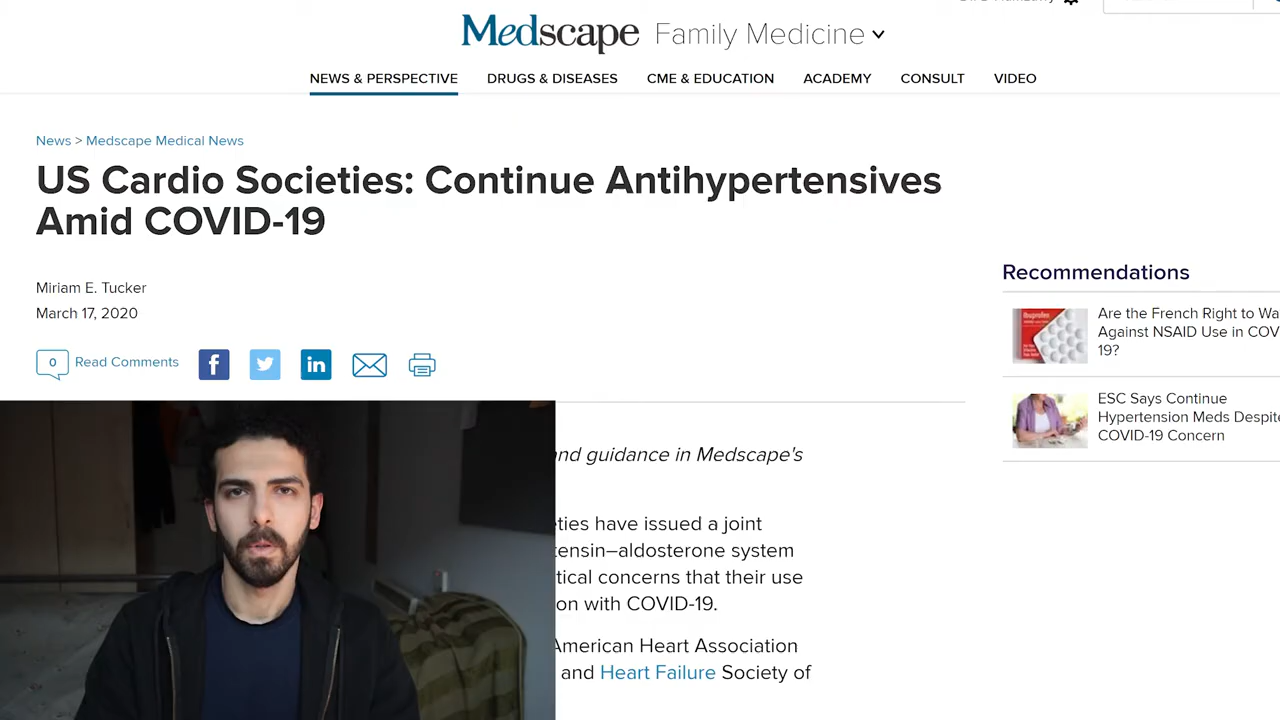 Medscape Family Medicine
NEWS & PERSPECTIVE DRUGS & DISEASES CME & EDUCATION ACADEMY CONSULT VIDEO
News > Medscape Medical News
US Cardio Societies: Continue Antihypertensives
Amid COVID-19
Miriam E. Tucker
March 17, 2020
0 Read Comments
and guidance in Medscape's
ties have issued a joint
tensin–aldosterone system
tical concerns that their use
on with COVID-19.
American Heart Association
and Heart Failure Society of
Recommendations
Are the French Right to Wa
Against NSAID Use in COV
19?
ESC Says Continue
Hypertension Meds Despite
COVID-19 Concern